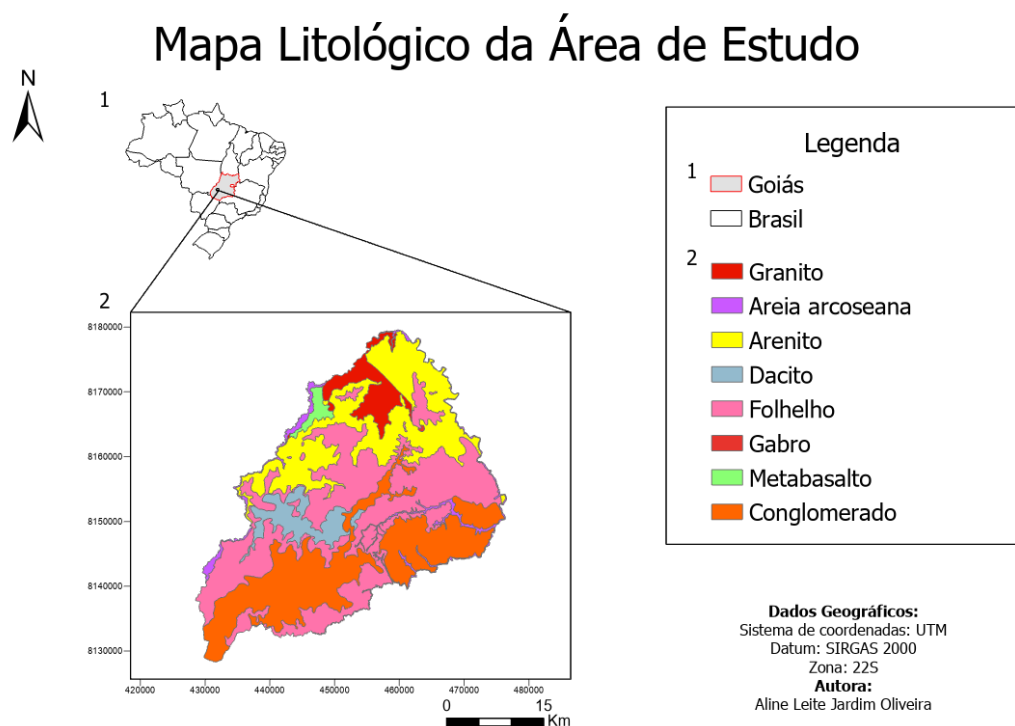 Mapa Litológico da Área de Estudo
N
1
Legenda
1
Goiás
Brasil
2
Granito
Areia arcoseana
Arenito
Dacito
Folhelho
Gabro
Metabasalto
Conglomerado
2
8180000
8170000
8160000
8150000
8140000
8130000
420000 430000 440000 450000 460000 470000 480000
0 15
Km
Dados Geográficos:
Sistema de coordenadas: UTM
Datum: SIRGAS 2000
Zona: 22S
Autora:
Aline Leite Jardim Oliveira